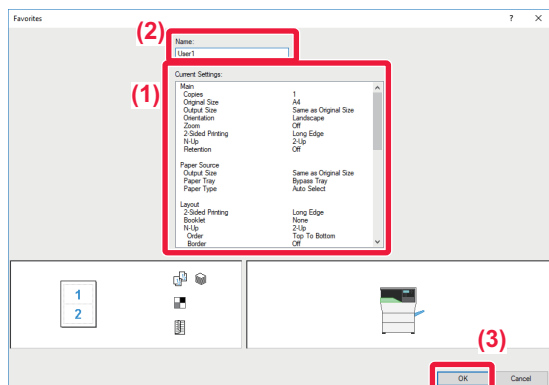 Favorites ? X
(2)
Name:
User1
(1)
Current Settings:
Main
Copies 1
Original Size A4
Output Size Same as Original Size
Orientation Landscape
Zoom Off
2-Sided Printing Long Edge
N-Up 2-Up
Retention Off
Paper Source
Output Size Same as Original Size
Paper Tray Bypass Tray
Paper Type Auto Select
Layout
2-Sided Printing Long Edge
Booklet None
N-Up 2-Up
Order Top To Bottom
Border Off
1
2
(3)
OK Cancel